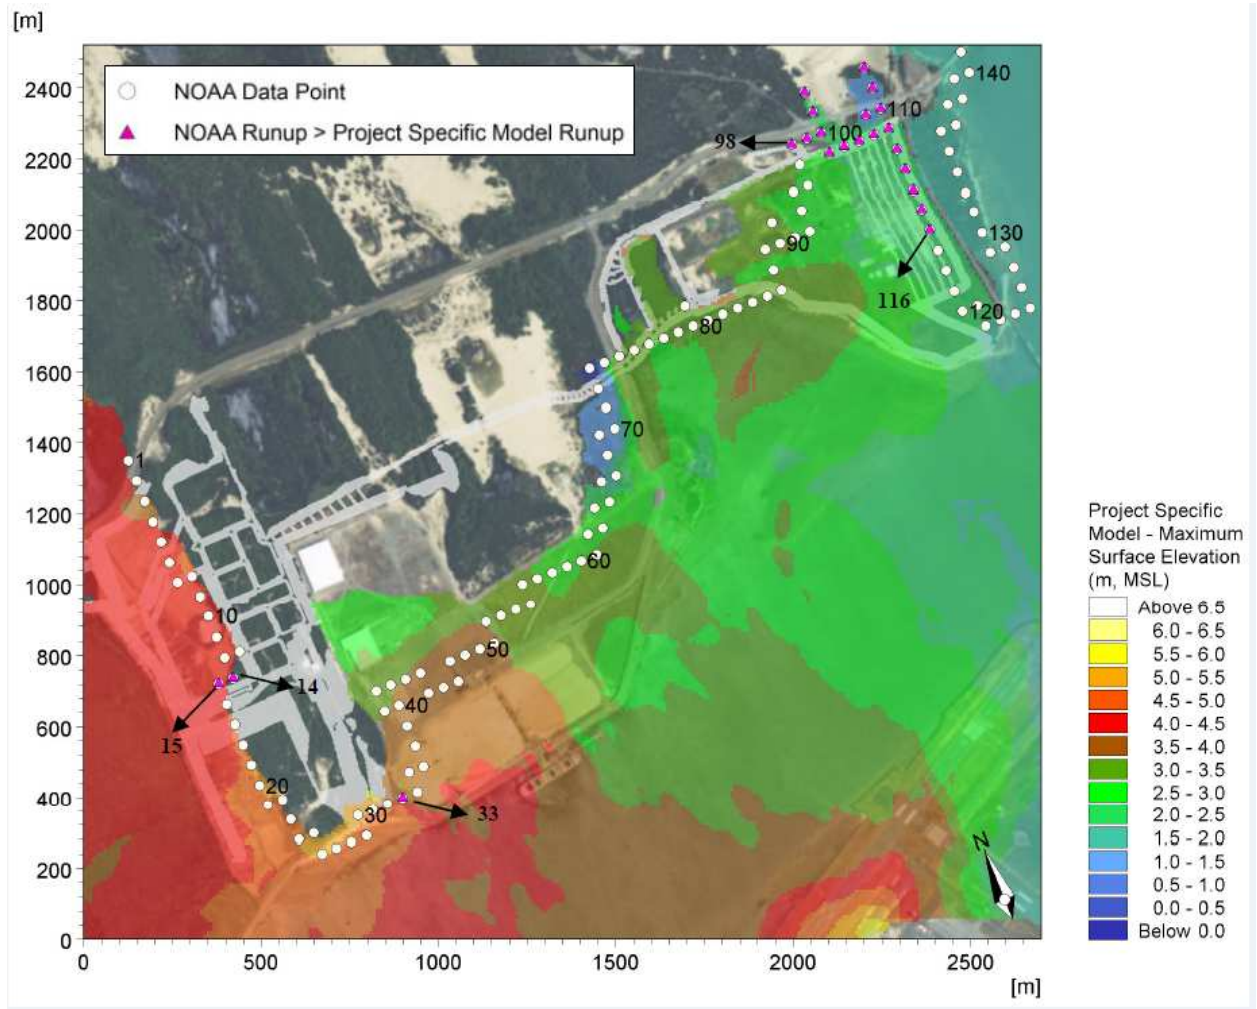 [m]
2400
2200
2000
1800
1600
1400
1200
1000
800
600
400
200
0
0
500
1000
1500
2000
2500
[m]
NOAA Data Point
NOAA Runup > Project Specific Model Runup
140
110
100
98
130
90
116
120
80
70
1
60
10
50
14
40
15
20
30
33
N
Project Specific
Model - Maximum
Surface Elevation
(m, MSL)
Above 6.5
6.0 - 6.5
5.5 - 6.0
5.0 - 5.5
4.5 - 5.0
4.0 - 4.5
3.5 - 4.0
3.0 - 3.5
2.5 - 3.0
2.0 - 2.5
1.5 - 2.0
1.0 - 1.5
0.5 - 1.0
0.0 - 0.5
Below 0.0